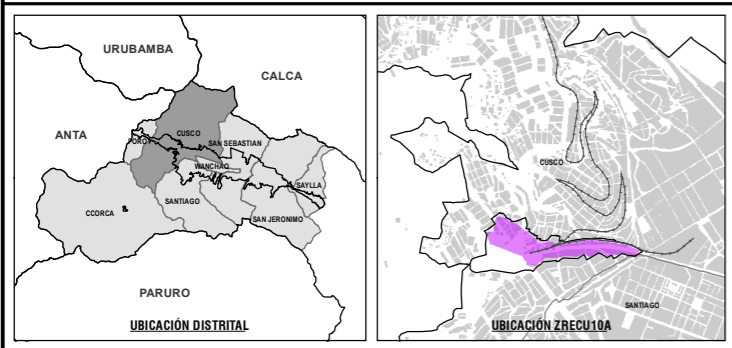 URUBAMBA
CALCA
ANTA
POROY
CUSCO
SAN SEBASTIAN
WANCHAQ
SAYLLA
SANTIAGO
CCORCA
SAN JERONIMO
PARURO
UBICACIÓN DISTRITAL
CUSCO
SANTIAGO
UBICACIÓN ZRECU10A